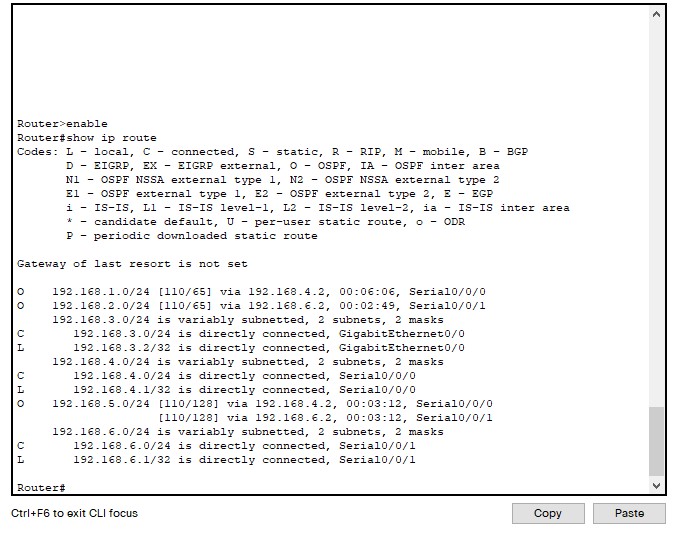 Router>enable
Router#show ip route
Codes: L - local, C - connected, S - static, R - RIP, M - mobile, B - BGP
       D - EIGRP, EX - EIGRP external, O - OSPF, IA - OSPF inter area
       N1 - OSPF NSSA external type 1, N2 - OSPF NSSA external type 2
       E1 - OSPF external type 1, E2 - OSPF external type 2, E - EGP
       i - IS-IS, L1 - IS-IS level-1, L2 - IS-IS level-2, ia - IS-IS inter area
       * - candidate default, U - per-user static route, o - ODR
       P - periodic downloaded static route
Gateway of last resort is not set
O    192.168.1.0/24 [110/65] via 192.168.4.2, 00:06:06, Serial0/0/0
O    192.168.2.0/24 [110/65] via 192.168.6.2, 00:02:49, Serial0/0/1
     192.168.3.0/24 is variably subnetted, 2 subnets, 2 masks
C       192.168.3.0/24 is directly connected, GigabitEthernet0/0
L       192.168.3.2/32 is directly connected, GigabitEthernet0/0
     192.168.4.0/24 is variably subnetted, 2 subnets, 2 masks
C       192.168.4.0/24 is directly connected, Serial0/0/0
L       192.168.4.1/32 is directly connected, Serial0/0/0
O    192.168.5.0/24 [110/128] via 192.168.4.2, 00:03:12, Serial0/0/0
                    [110/128] via 192.168.6.2, 00:03:12, Serial0/0/1
     192.168.6.0/24 is variably subnetted, 2 subnets, 2 masks
C       192.168.6.0/24 is directly connected, Serial0/0/1
L       192.168.6.1/32 is directly connected, Serial0/0/1
Router#
Ctrl+F6 to exit CLI focus
Copy
Paste